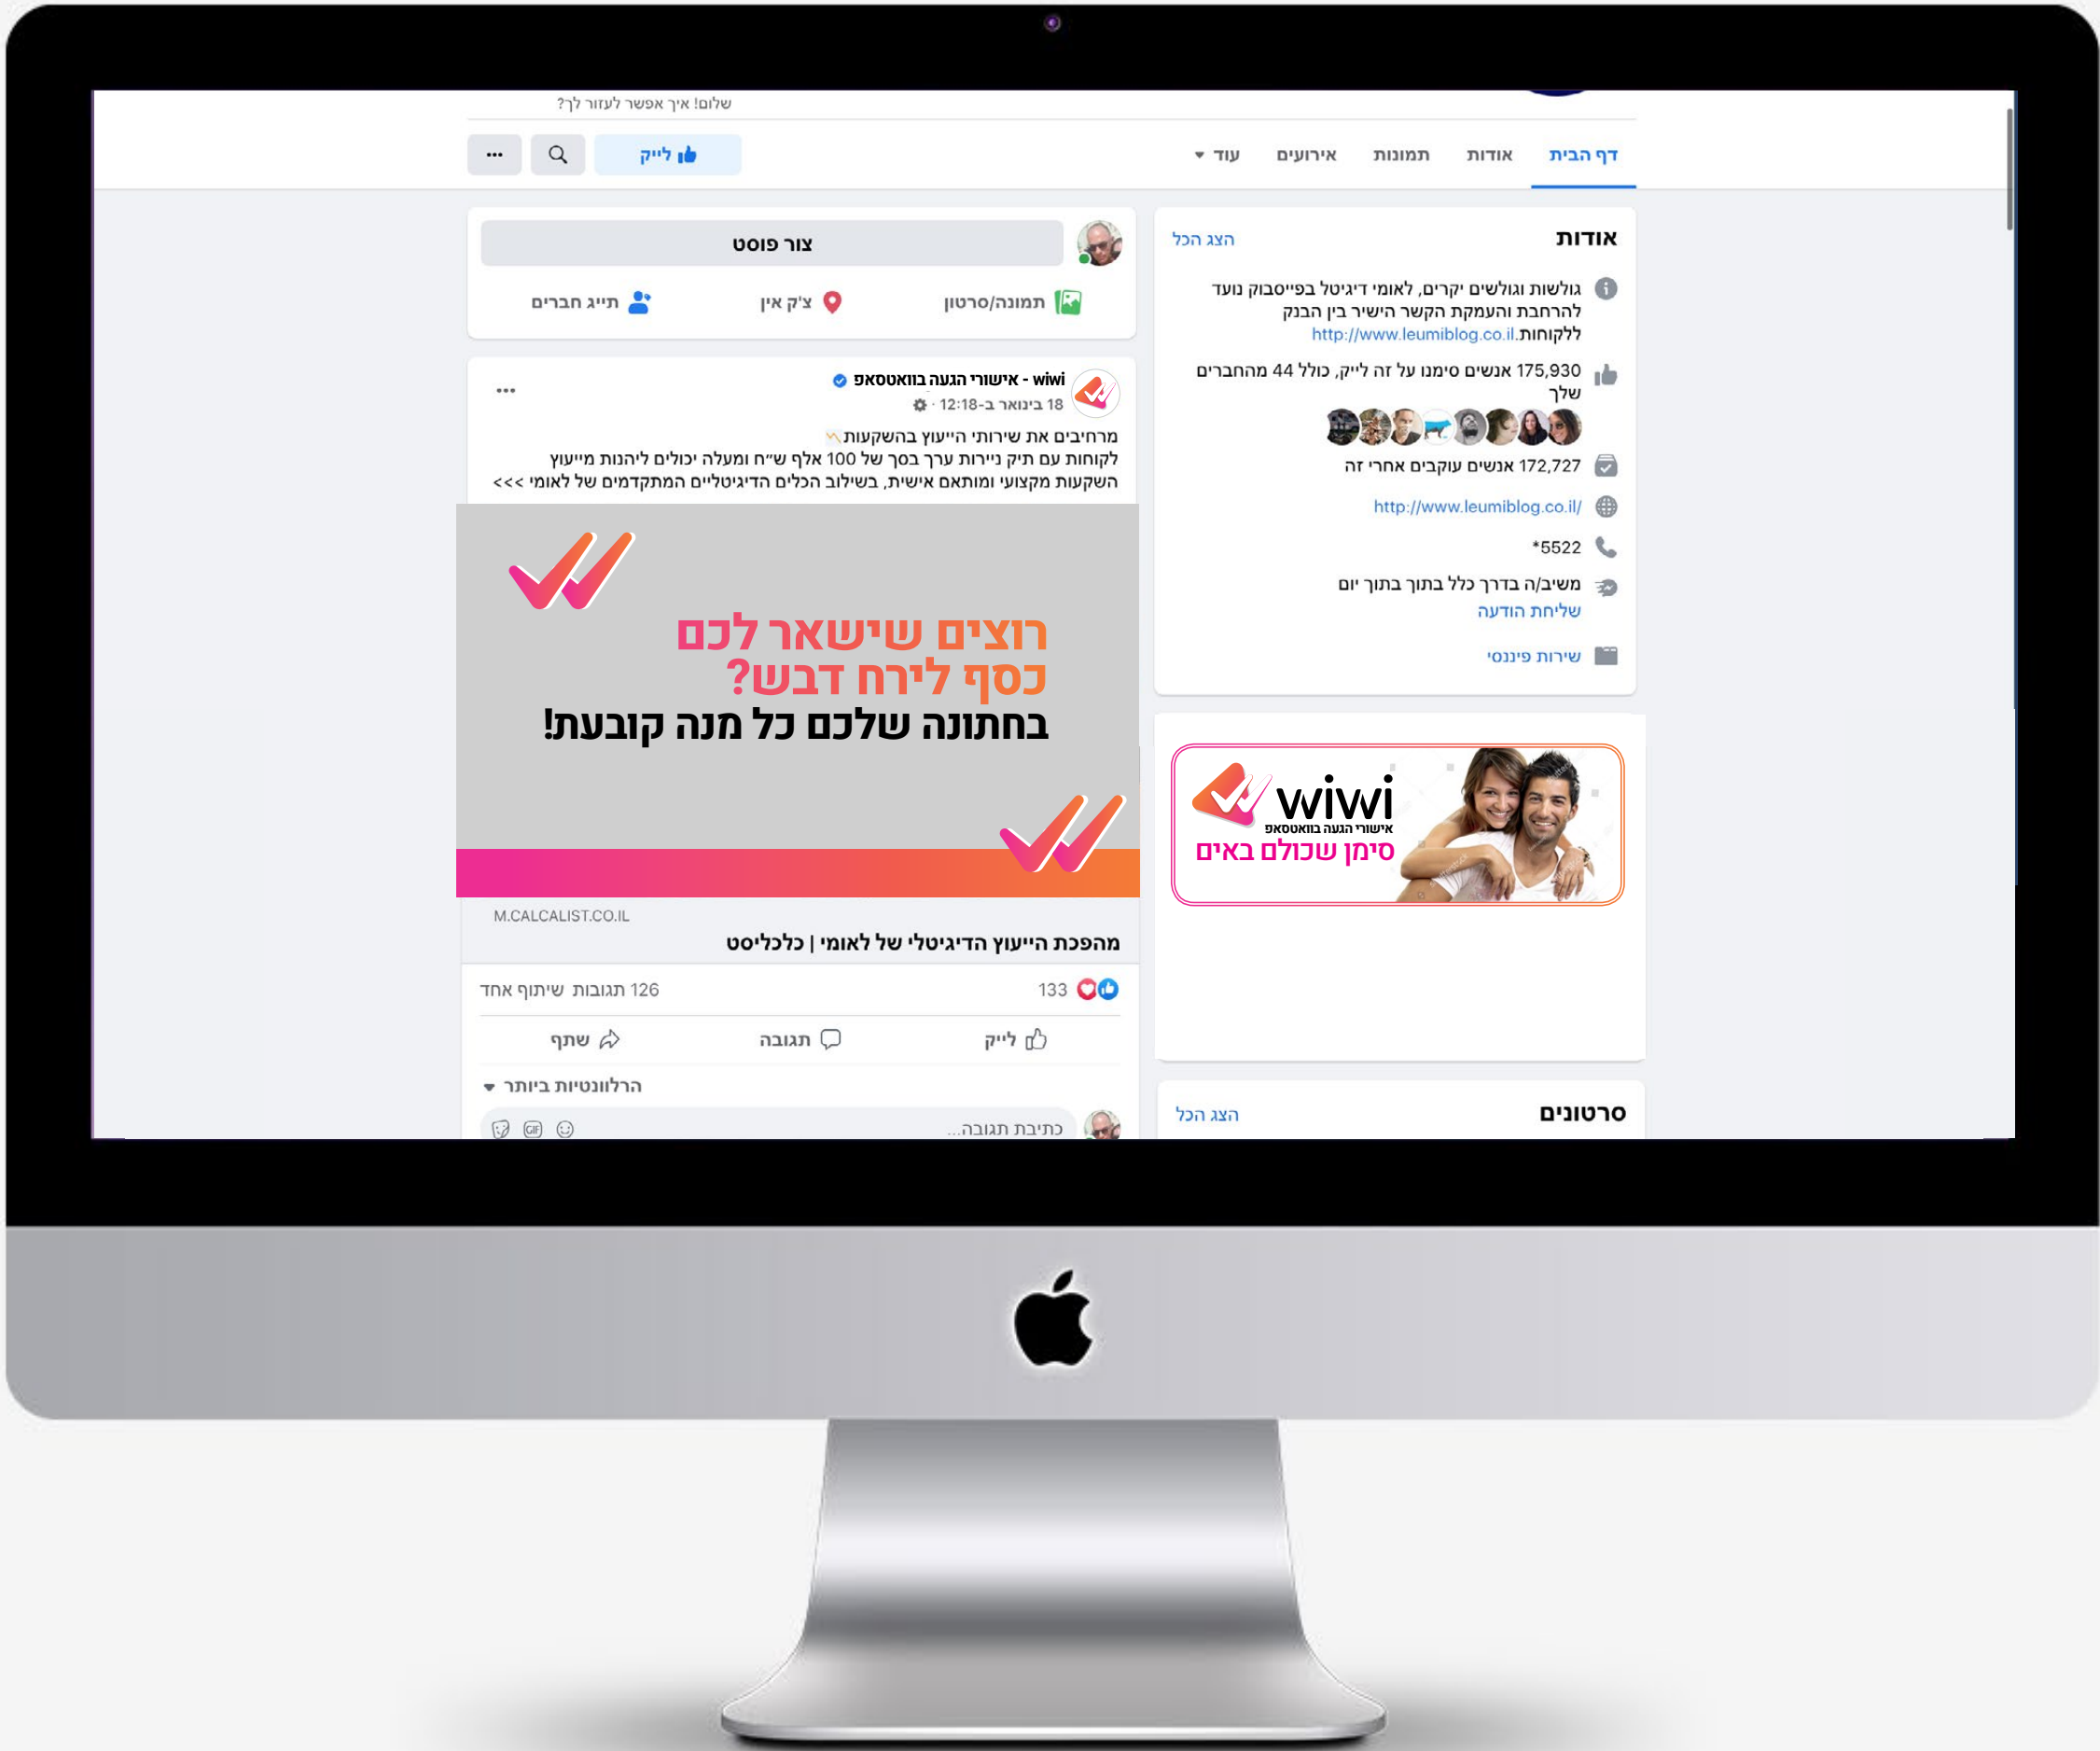 שלום! איך אפשר לעזור לך?
דף הבית
אודות
תמונות
אירועים
עוד
לייק
אודות
הצג הכל
גולשות וגולשים יקרים, לאומי דיגיטל בפייסבוק נועד
להרחבת והעמקת הקשר הישיר בין הבנק
ללקוחות.http://www.leumiblog.co.il
175,930 אנשים סימנו על זה לייק, כולל 44 מהחברים
שלך
172,727 אנשים עוקבים אחרי זה
http://www.leumiblog.co.il/
*5522
משיב/ה בדרך כלל בתוך בתוך יום
שליחת הודעה
שירות פיננסי
wiwi
אישורי הגעה בוואטסאפ
סימן שכולם באים
סרטונים
הצג הכל
צור פוסט
תמונה/סרטון
צ'ק אין
תייג חברים
wiwi - אישורי הגעה בוואטסאפ
18 בינואר ב-12:18 ·
מרחיבים את שירותי הייעוץ בהשקעות
לקוחות עם תיק ניירות ערך בסך של 100 אלף ש״ח ומעלה יכולים ליהנות מייעוץ
השקעות מקצועי ומותאם אישית, בשילוב הכלים הדיגיטליים המתקדמים של לאומי >>>
רוצים שישאר לכם
כסף לירח דבש?
בחתונה שלכם כל מנה קובעת!
M.CALCALIST.CO.IL
מהפכת הייעוץ הדיגיטלי של לאומי | כלכליסט
133
126 תגובות שיתוף אחד
לייק
תגובה
שתף
הרלוונטיות ביותר
כתיבת תגובה...
GIF